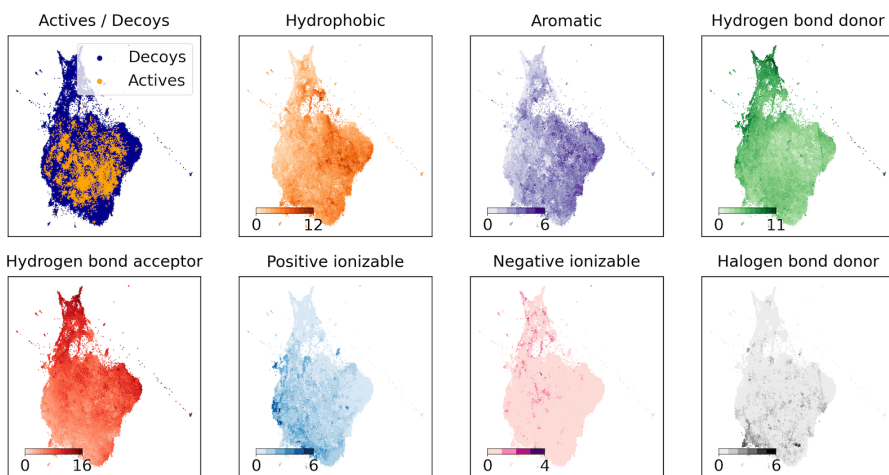 Actives / Decoys
Decoys
Actives
Hydrophobic
0 12
Aromatic
0 6
Hydrogen bond donor
0 11
Hydrogen bond acceptor
0 16
Positive ionizable
0 6
Negative ionizable
0 4
Halogen bond donor
0 6